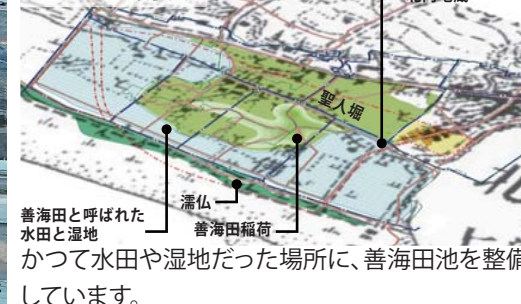 聖人堀
濡仏
善海田と呼ばれた
水田と湿地
善海田稲荷
かつて水田や湿地だった場所に、善海田池を整備
しています。